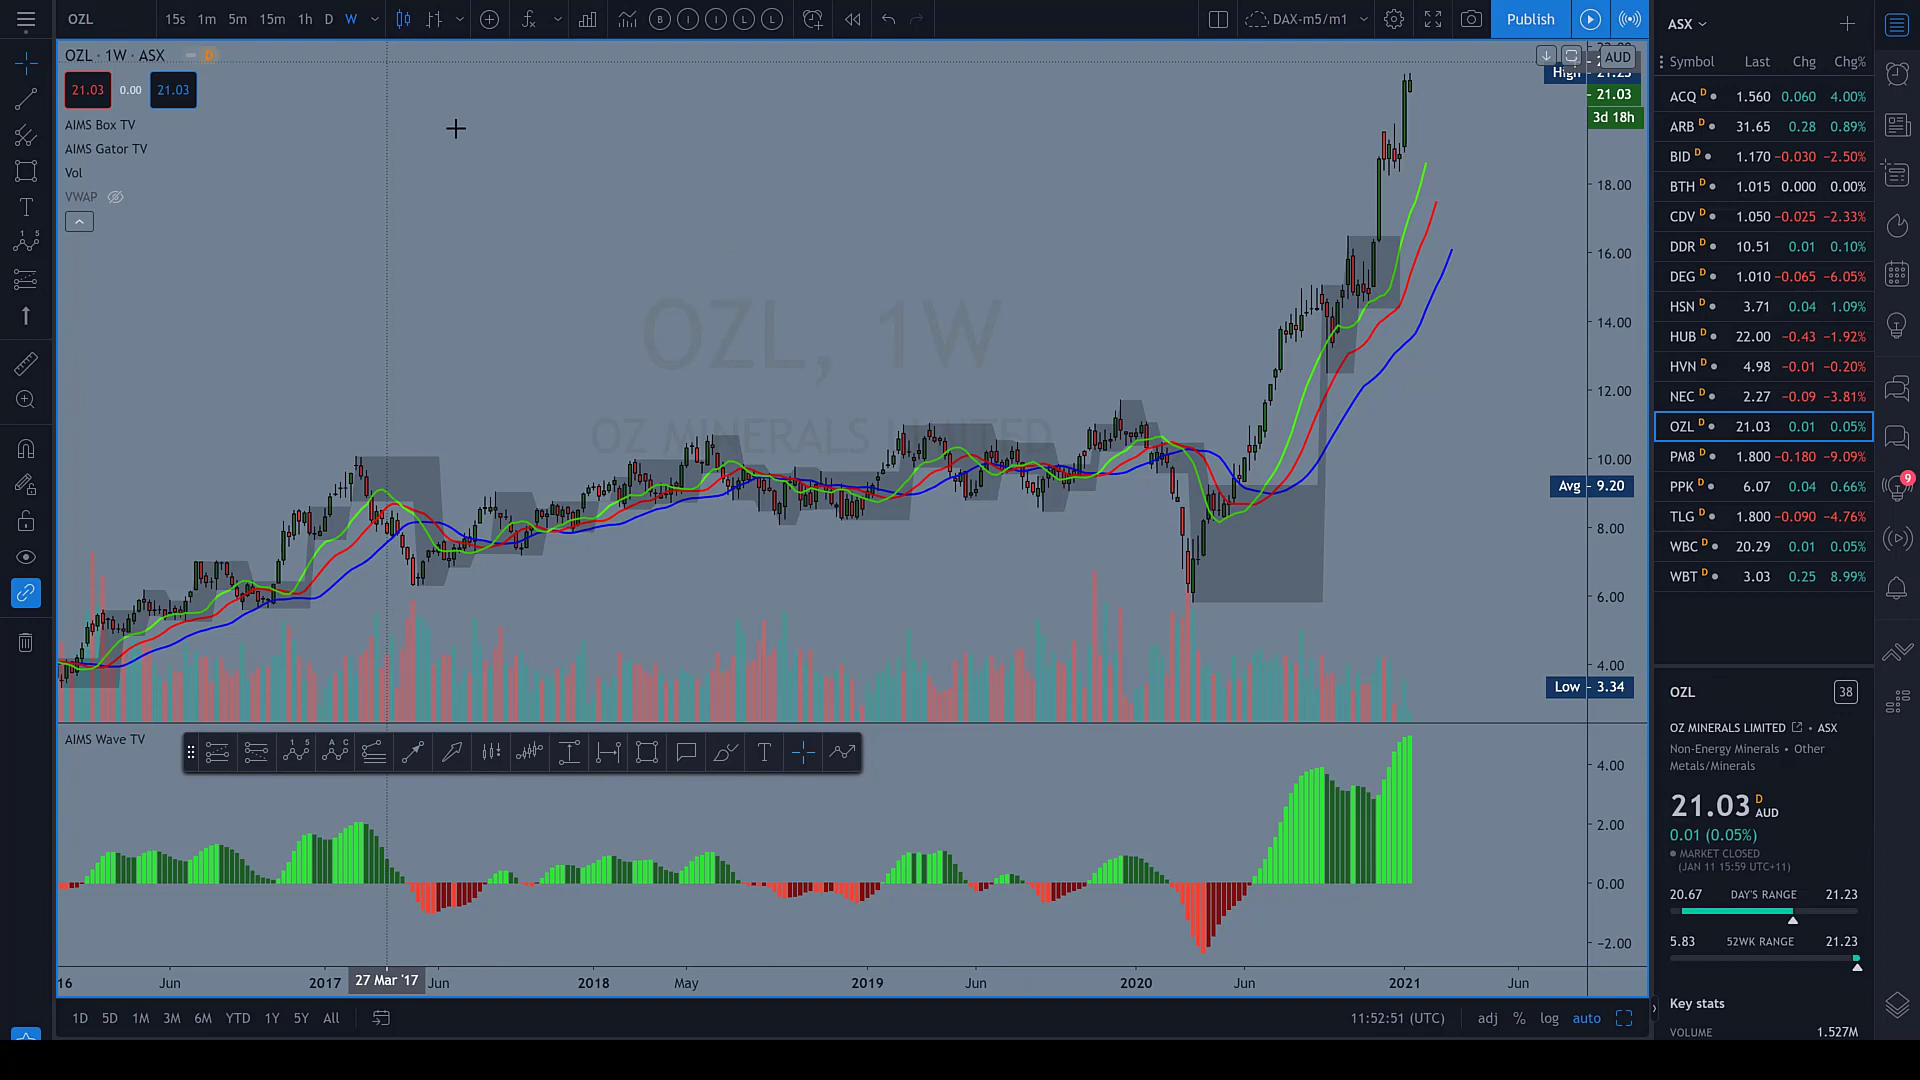 OZL 15s 1m 5m 15m 1h D W DAX-m5/m1 Publish ASX
OZL · 1W · ASX D
21.03 0.00 21.03
AIMS Box TV
AIMS Gator TV
Vol
VWAP
OZL, 1W
OZ MINERALS LIMITED
AUD
High 21.23
21.03
3d 18h
18.00
16.00
14.00
12.00
10.00
Avg 9.20
8.00
6.00
4.00
Low 3.34
AIMS Wave TV
4.00
2.00
0.00
−2.00
16 Jun 2017 27 Mar '17 Jun 2018 May 2019 Jun 2020 Jun 2021 Jun
1D 5D 1M 3M 6M YTD 1Y 5Y All 11:52:51 (UTC) adj % log auto
Symbol Last Chg Chg%
ACQ D 1.560 0.060 4.00%
ARB D 31.65 0.28 0.89%
BID D 1.170 −0.030 −2.50%
BTH D 1.015 0.000 0.00%
CDV D 1.050 −0.025 −2.33%
DDR D 10.51 0.01 0.10%
DEG D 1.010 −0.065 −6.05%
HSN D 3.71 0.04 1.09%
HUB D 22.00 −0.43 −1.92%
HVN D 4.98 −0.01 −0.20%
NEC D 2.27 −0.09 −3.81%
OZL D 21.03 0.01 0.05%
PM8 D 1.800 −0.180 −9.09%
PPK D 6.07 0.04 0.66%
TLG D 1.800 −0.090 −4.76%
WBC D 20.29 0.01 0.05%
WBT D 3.03 0.25 8.99%
9
OZL 38
OZ MINERALS LIMITED • ASX
Non-Energy Minerals • Other
Metals/Minerals
21.03 D AUD
0.01 (0.05%)
MARKET CLOSED
(JAN 11 15:59 UTC+11)
20.67 DAY'S RANGE 21.23
5.83 52WK RANGE 21.23
Key stats
VOLUME 1.527M